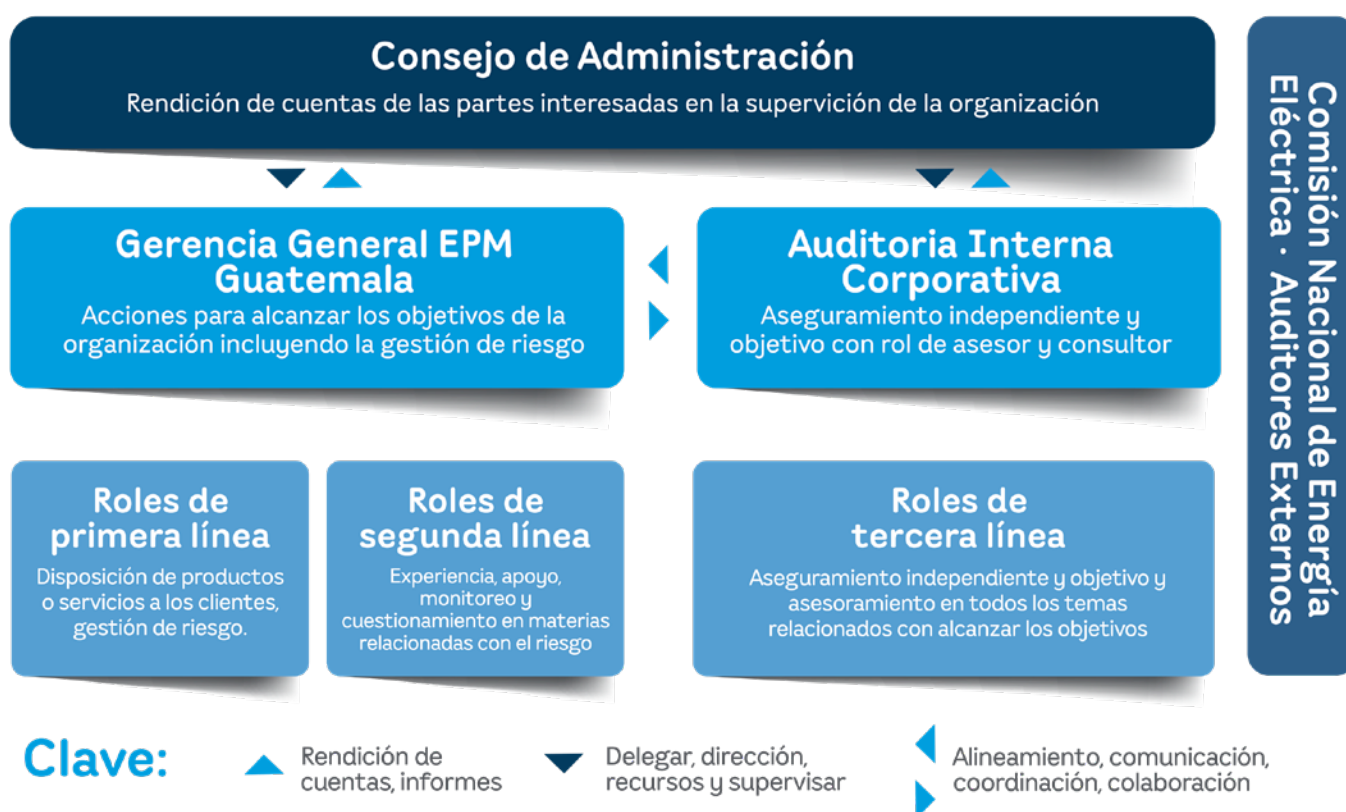 Consejo de Administración
Rendición de cuentas de las partes interesadas en la supervición de la organización
Gerencia General EPM
Guatemala
Acciones para alcanzar los objetivos de la
organización incluyendo la gestión de riesgo
Auditoria Interna
Corporativa
Aseguramiento independiente y
objetivo con rol de asesor y consultor
Roles de
primera línea
Disposición de productos
o servicios a los clientes,
gestión de riesgo.
Roles de
segunda línea
Experiencia, apoyo,
monitoreo y
cuestionamiento en materias
relacionadas con el riesgo
Roles de
tercera línea
Aseguramiento independiente y objetivo y
asesoramiento en todos los temas
relacionados con alcanzar los objetivos
Comisión Nacional de Energía
Eléctrica · Auditores Externos
Clave:
Rendición de
cuentas, informes
Delegar, dirección,
recursos y supervisar
Alineamiento, comunicación,
coordinación, colaboración